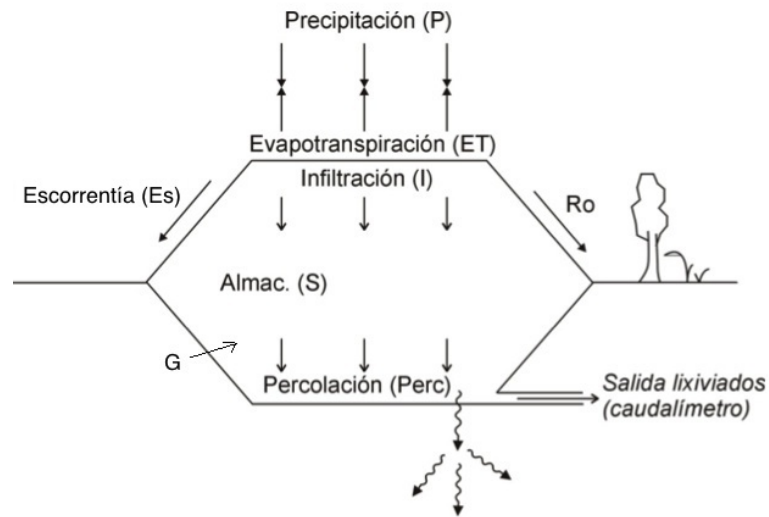 Precipitación (P)
Evapotranspiración (ET)
Infiltración (I)
Escorrentía (Es)
Ro
Almac. (S)
G
Percolación (Perc)
Salida lixiviados
(caudalímetro)